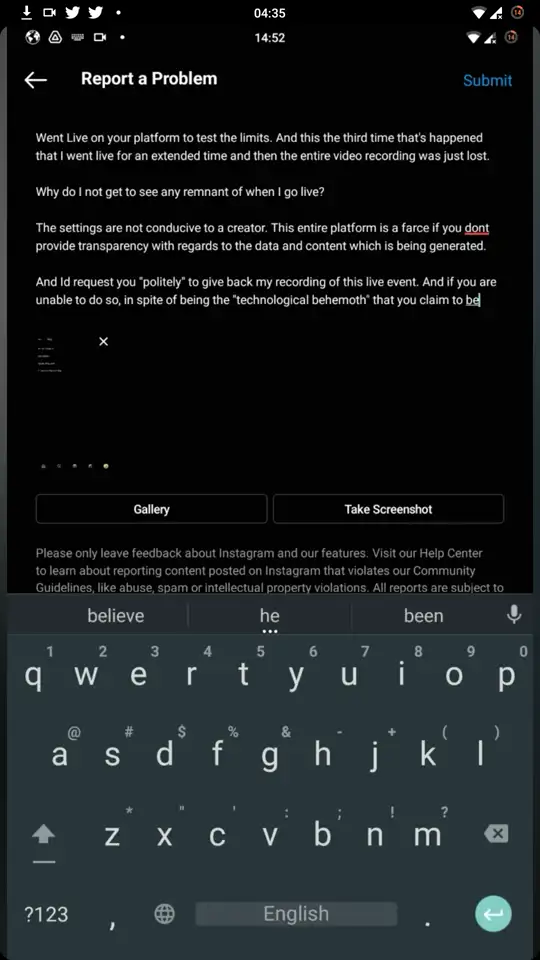 04:35
14
14:52
14
Report a Problem
Submit
Went Live on your platform to test the limits. And this the third time that's happened
that I went live for an extended time and then the entire video recording was just lost.
Why do I not get to see any remnant of when I go live?
The settings are not conducive to a creator. This entire platform is a farce if you dont
provide transparency with regards to the data and content which is being generated.
And Id request you "politely" to give back my recording of this live event. And if you are
unable to do so, in spite of being the "technological behemoth" that you claim to be
Gallery
Take Screenshot
Please only leave feedback about Instagram and our features. Visit our Help Center
to learn about reporting content posted on Instagram that violates our Community
Guidelines, like abuse, spam or intellectual property violations. All reports are subject to
believe he been
1 2 3 4 5 6 7 8 9 0
q w e r t y u i o p
@ # $ % & - + ( )
a s d f g h j k l
* " ' : ; ! ?
z x c v b n m
?123 , English .